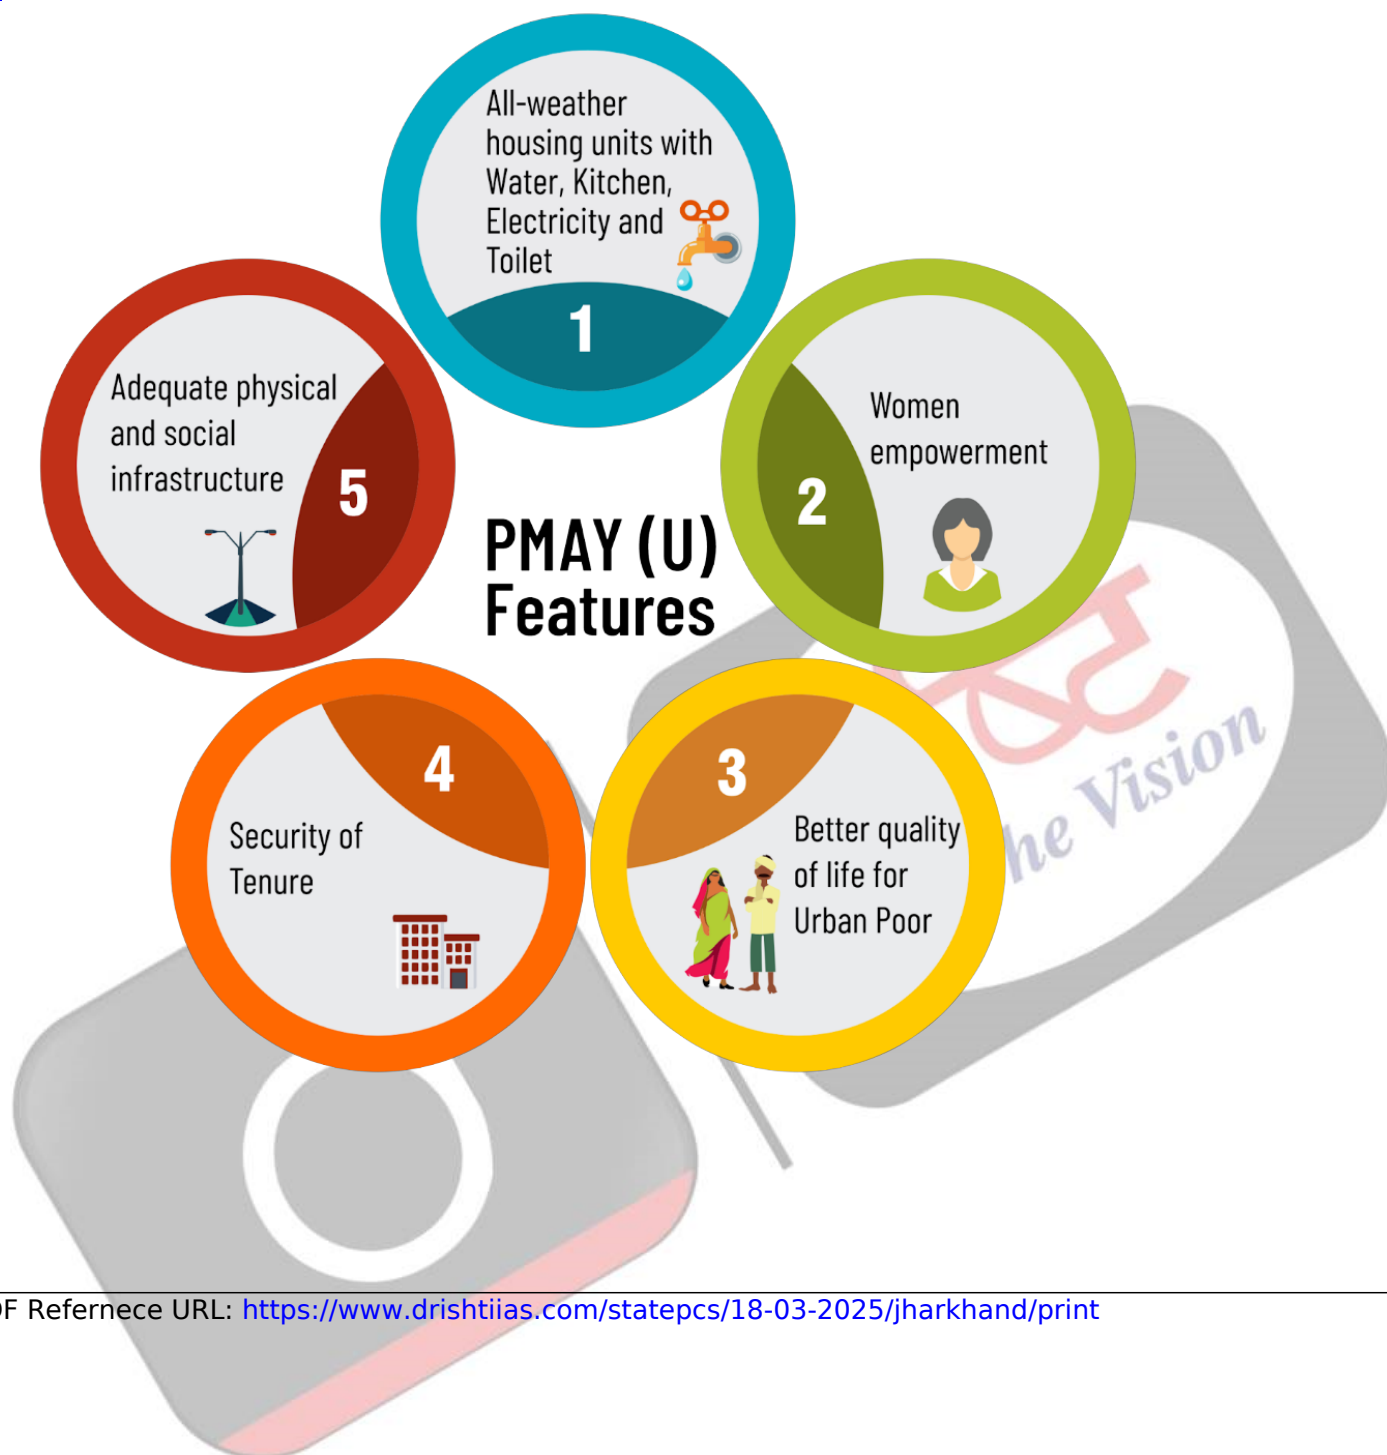 All-weather
housing units with
Water, Kitchen,
Electricity and
Toilet
1
Women
empowerment
2
3
Better quality
of life for
Urban Poor
4
Security of
Tenure
Adequate physical
and social
infrastructure
5
PMAY (U)
Features
he Vision
F Refernece URL: https://www.drishtiias.com/statepcs/18-03-2025/jharkhand/print